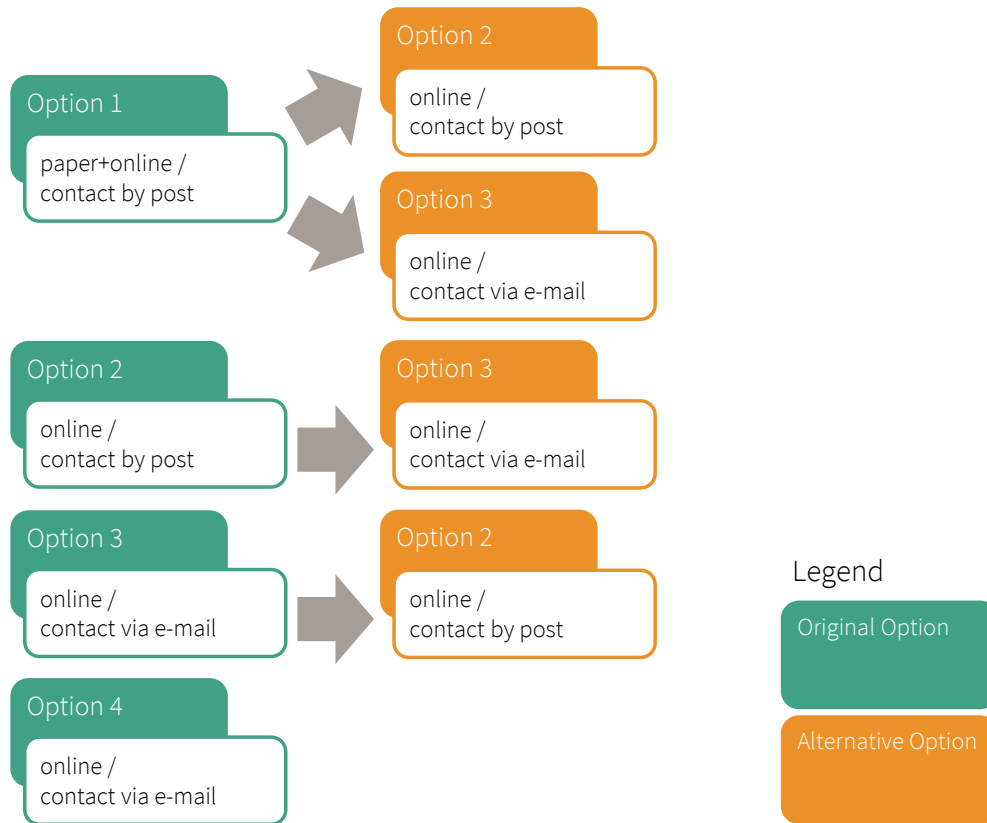 Option 1
paper+online /
contact by post
Option 2
online /
contact by post
Option 3
online /
contact via e-mail
Option 2
online /
contact by post
Option 3
online /
contact via e-mail
Option 3
online /
contact via e-mail
Option 2
online /
contact by post
Option 4
online /
contact via e-mail
Legend
Original Option
Alternative Option